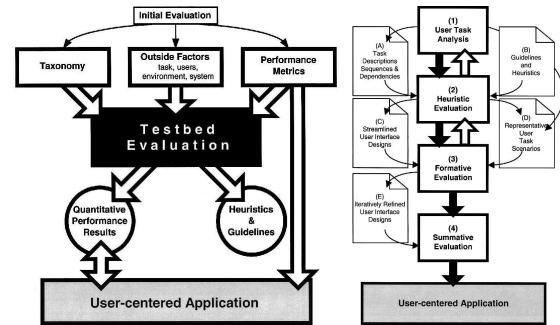 Initial Evaluation
Taxonomy
Outside Factors
task, users,
environment, system
Performance
Metrics
Testbed
Evaluation
Quantitative
Performance
Results
Heuristics
& Guidelines
User-centered Application
(1)
User Task
Analysis
(A)
Task
Descriptions
Sequences &
Dependencies
(B)
Guidelines
and
Heuristics
(2)
Heuristic
Evaluation
(C)
Streamlined
User Interface
Designs
(D)
Representative
User
Task
Scenarios
(3)
Formative
Evaluation
(E)
Iteratively Refined
User Interface
Designs
(4)
Summative
Evaluation
User-centered Application